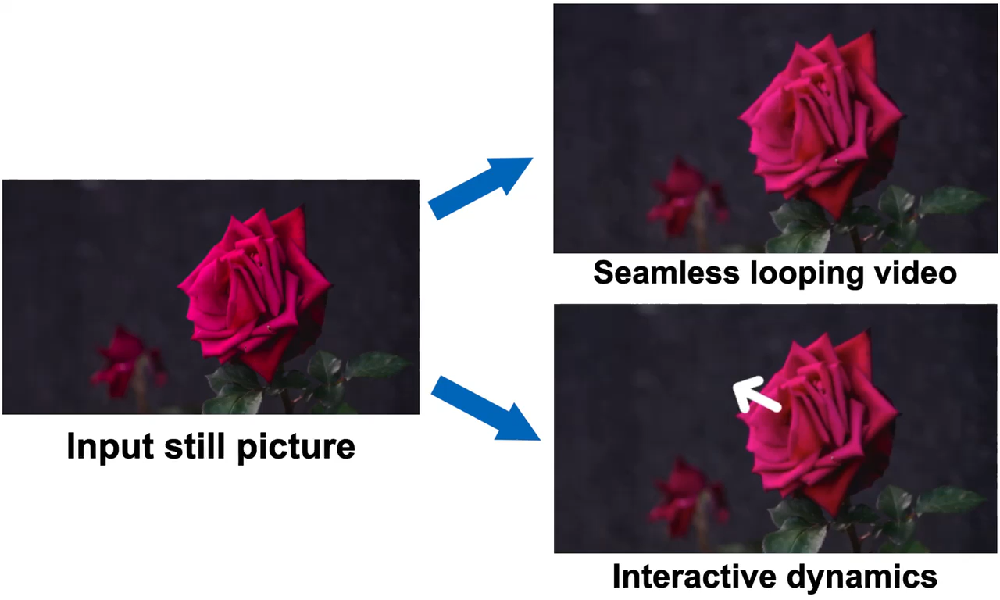 Input still picture
Seamless looping video
Interactive dynamics